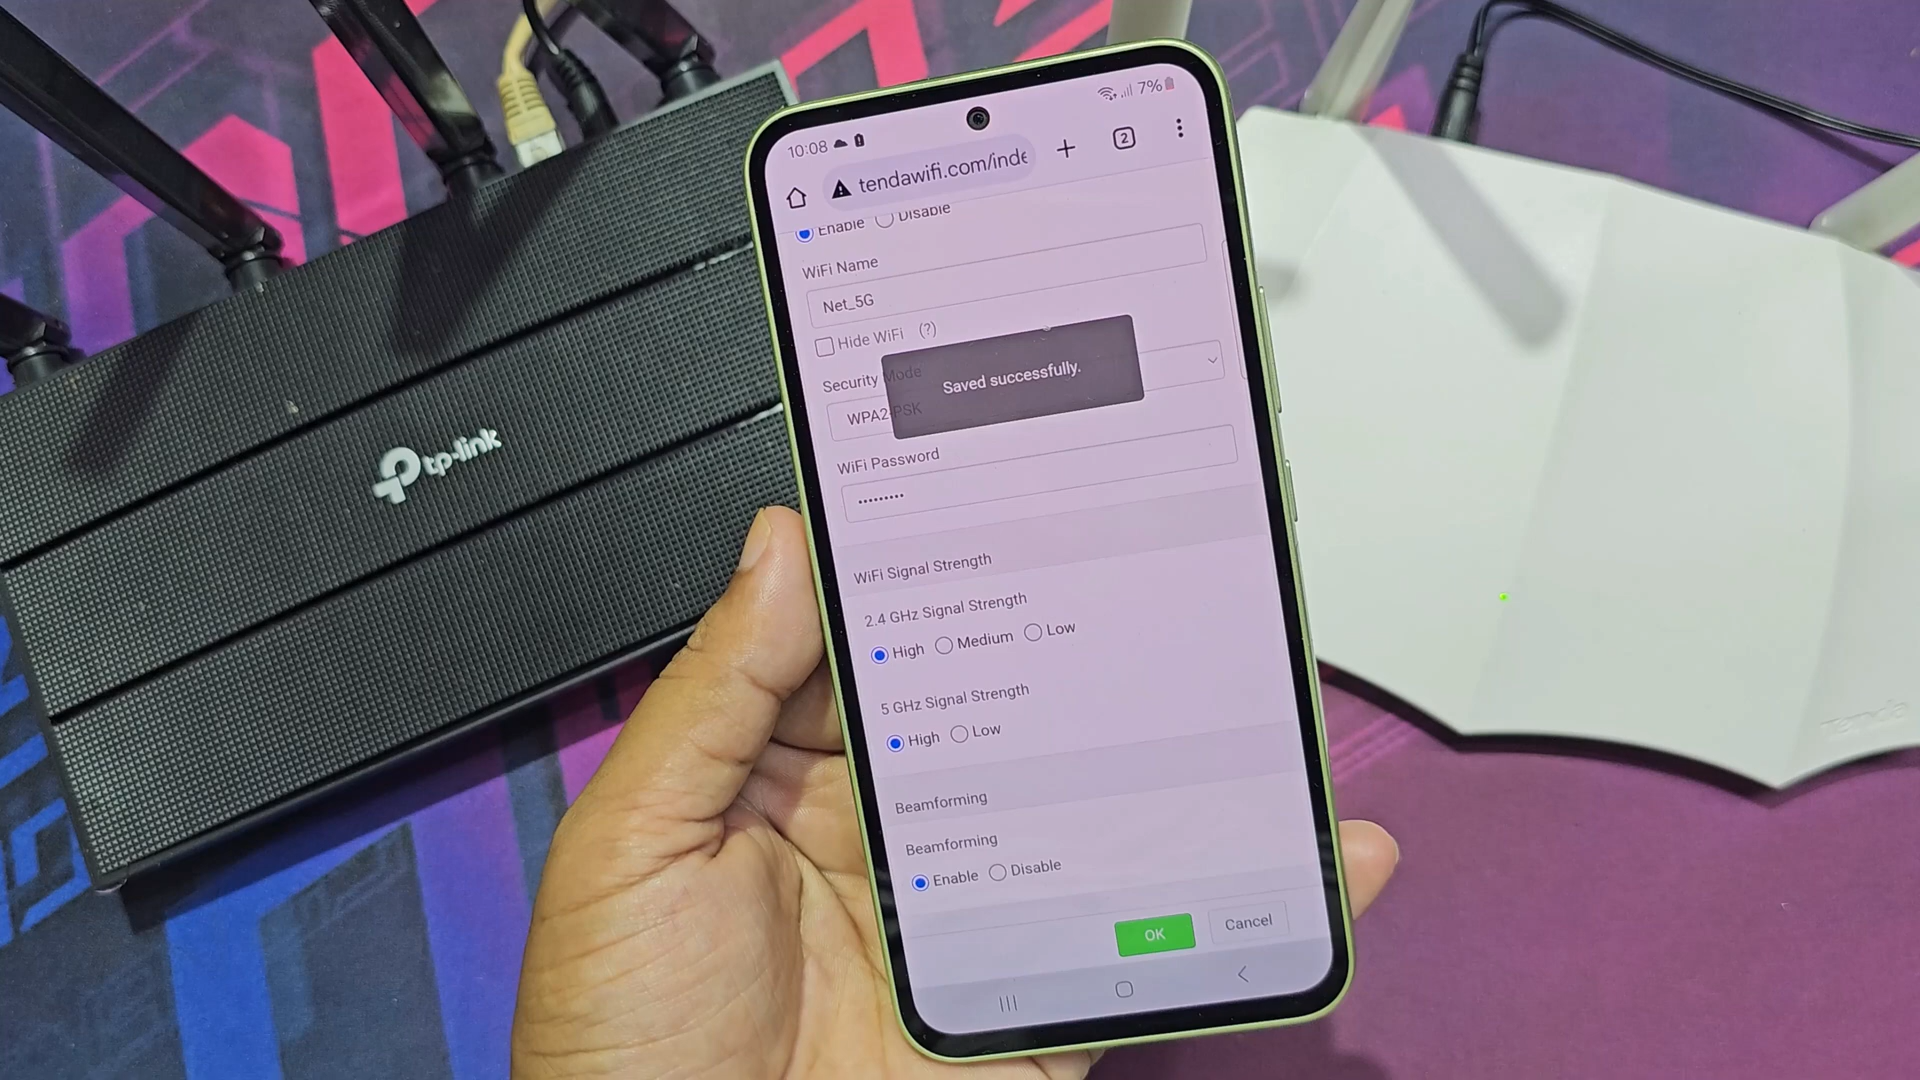 tp-link
10:08
7%
tendawifi.com/inde
2
Enable Disable
WiFi Name
Net_5G
Hide WiFi (?)
Security Mode
Saved successfully.
WPA2-PSK
WiFi Password
•••••••••
WiFi Signal Strength
2.4 GHz Signal Strength
High Medium Low
5 GHz Signal Strength
High Low
Beamforming
Beamforming
Enable Disable
OK Cancel
Tenda